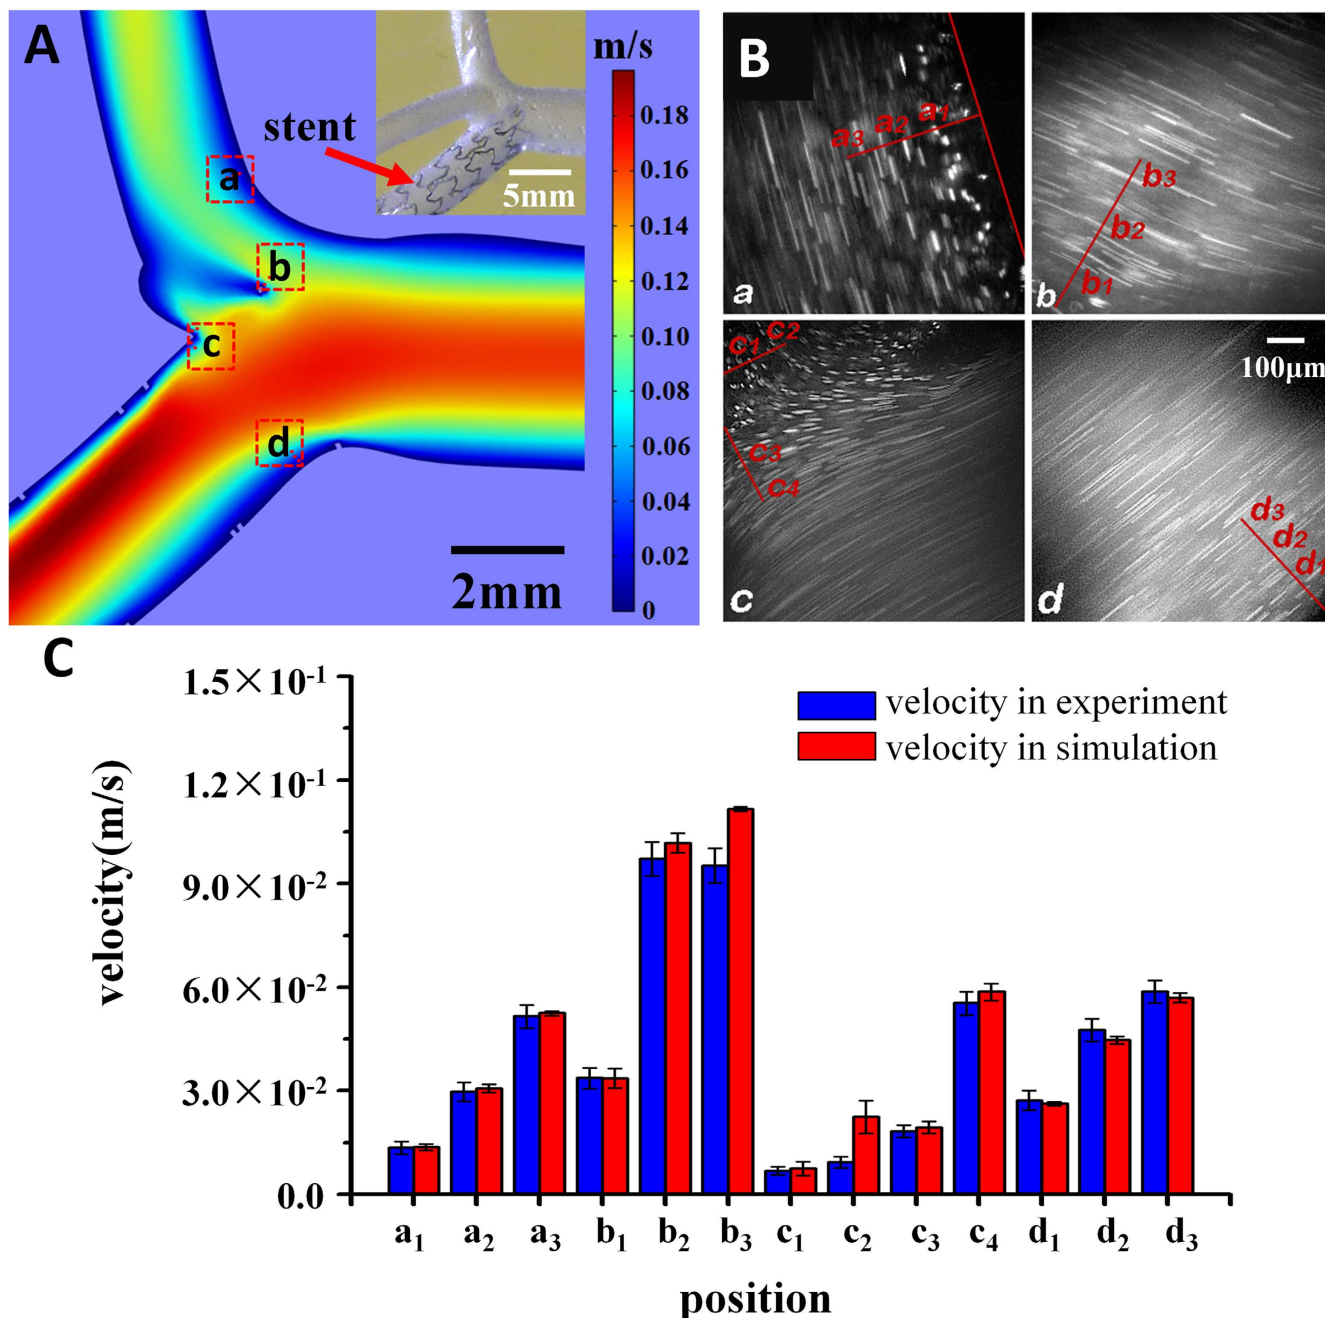 A
m/s
stent
5mm
a
b
c
d
0.18
0.16
0.14
0.12
0.10
0.08
0.06
0.04
0.02
0
2mm
B
a3 a2 a1
a
b3
b2
b1
b
c1 c2
c3
c4
c
100μm
d3
d2
d1
d
C
velocity in experiment
velocity in simulation
velocity(m/s)
1.5×10⁻¹
1.2×10⁻¹
9.0×10⁻²
6.0×10⁻²
3.0×10⁻²
0.0
a₁ a₂ a₃ b₁ b₂ b₃ c₁ c₂ c₃ c₄ d₁ d₂ d₃
position